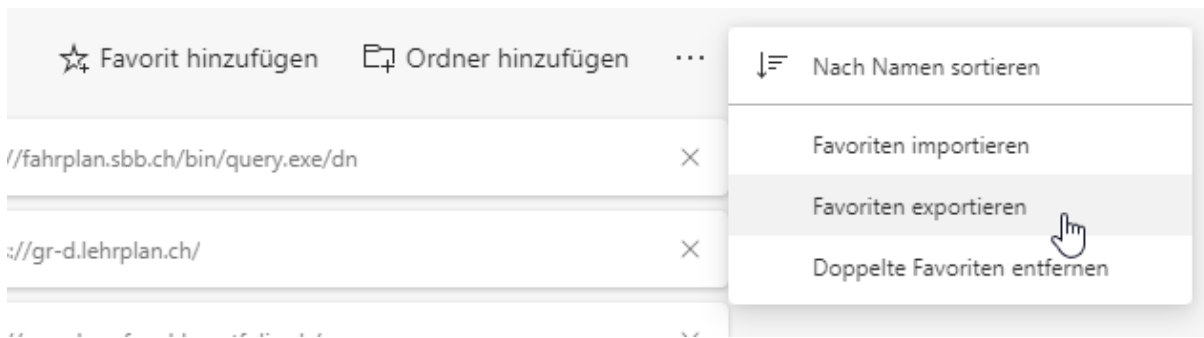 Favorit hinzufügen Ordner hinzufügen ...
Nach Namen sortieren
//fahrplan.sbb.ch/bin/query.exe/dn
Favoriten importieren
Favoriten exportieren
://gr-d.lehrplan.ch/
Doppelte Favoriten entfernen